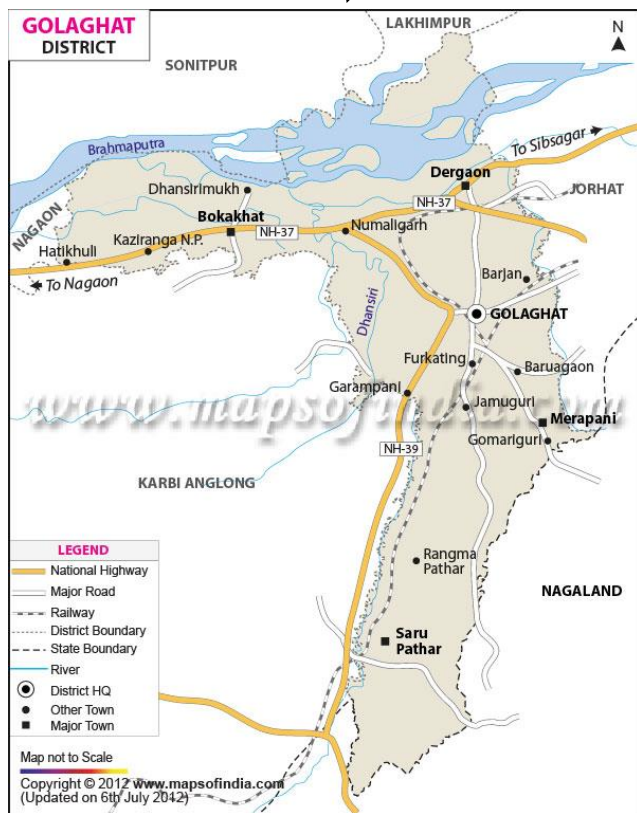 GOLAGHAT
DISTRICT
LAKHIMPUR
N
SONITPUR
Brahmaputra
To Sibsagar
Dergaon
Dhansirimukh
JORHAT
NAGAON
Bokakhat
NH-37
NH-37
Numaligarh
Kaziranga N.P.
Hatikhuli
To Nagaon
Barjan
Dhansiri
GOLAGHAT
Furkating
Baruagaon
Garampani
Jamuguri
www.mapsofindia.com
Merapani
Gomariguri
NH-39
KARBI ANGLONG
Rangma
Pathar
NAGALAND
Saru
Pathar
LEGEND
National Highway
Major Road
Railway
District Boundary
State Boundary
River
District HQ
Other Town
Major Town
Map not to Scale
Copyright © 2012 www.mapsofindia.com
(Updated on 6th July 2012)